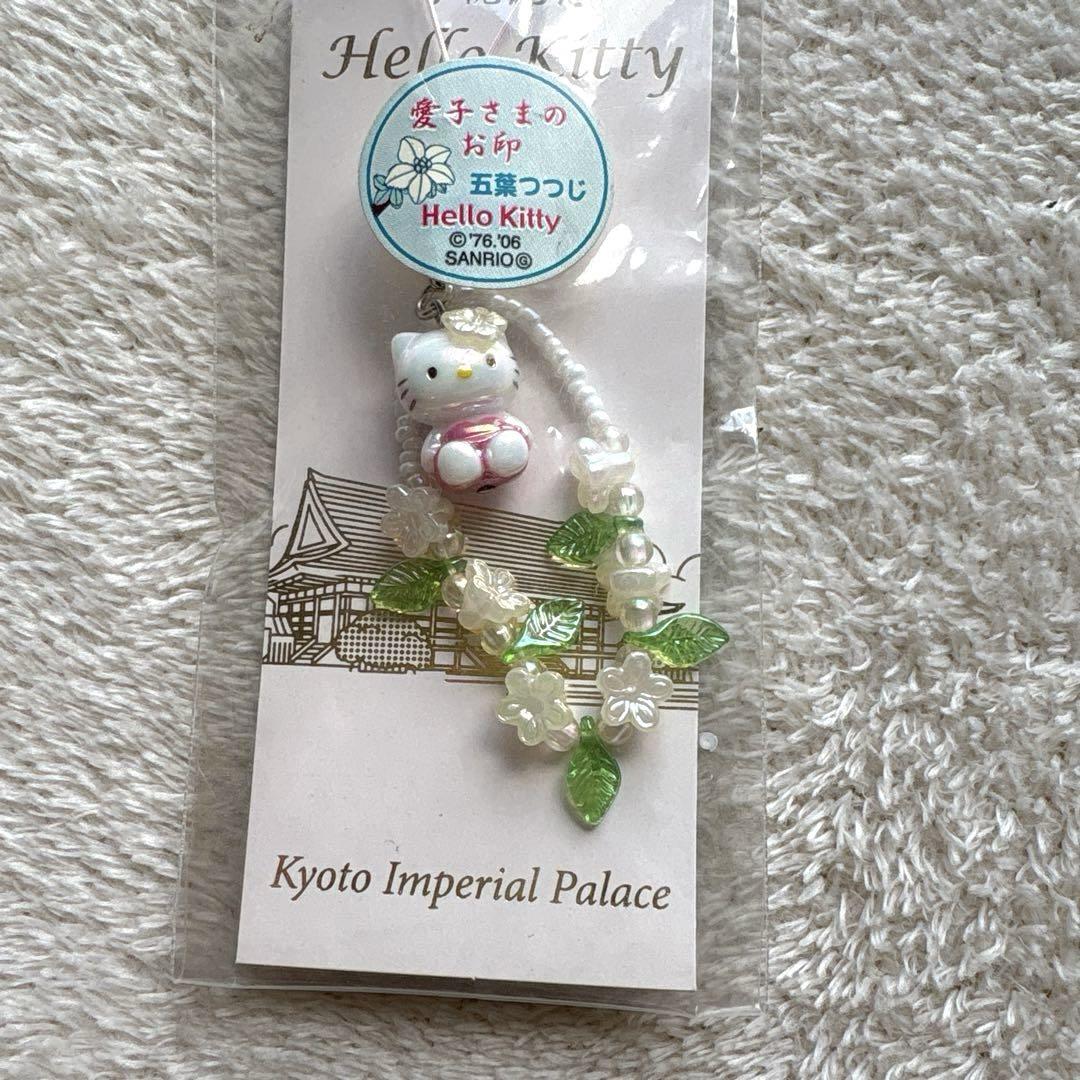 Hello Kitty
愛子さまの
お印
五葉つつじ
Hello Kitty
©'76.'06
SANRIO Ⓖ
Kyoto Imperial Palace